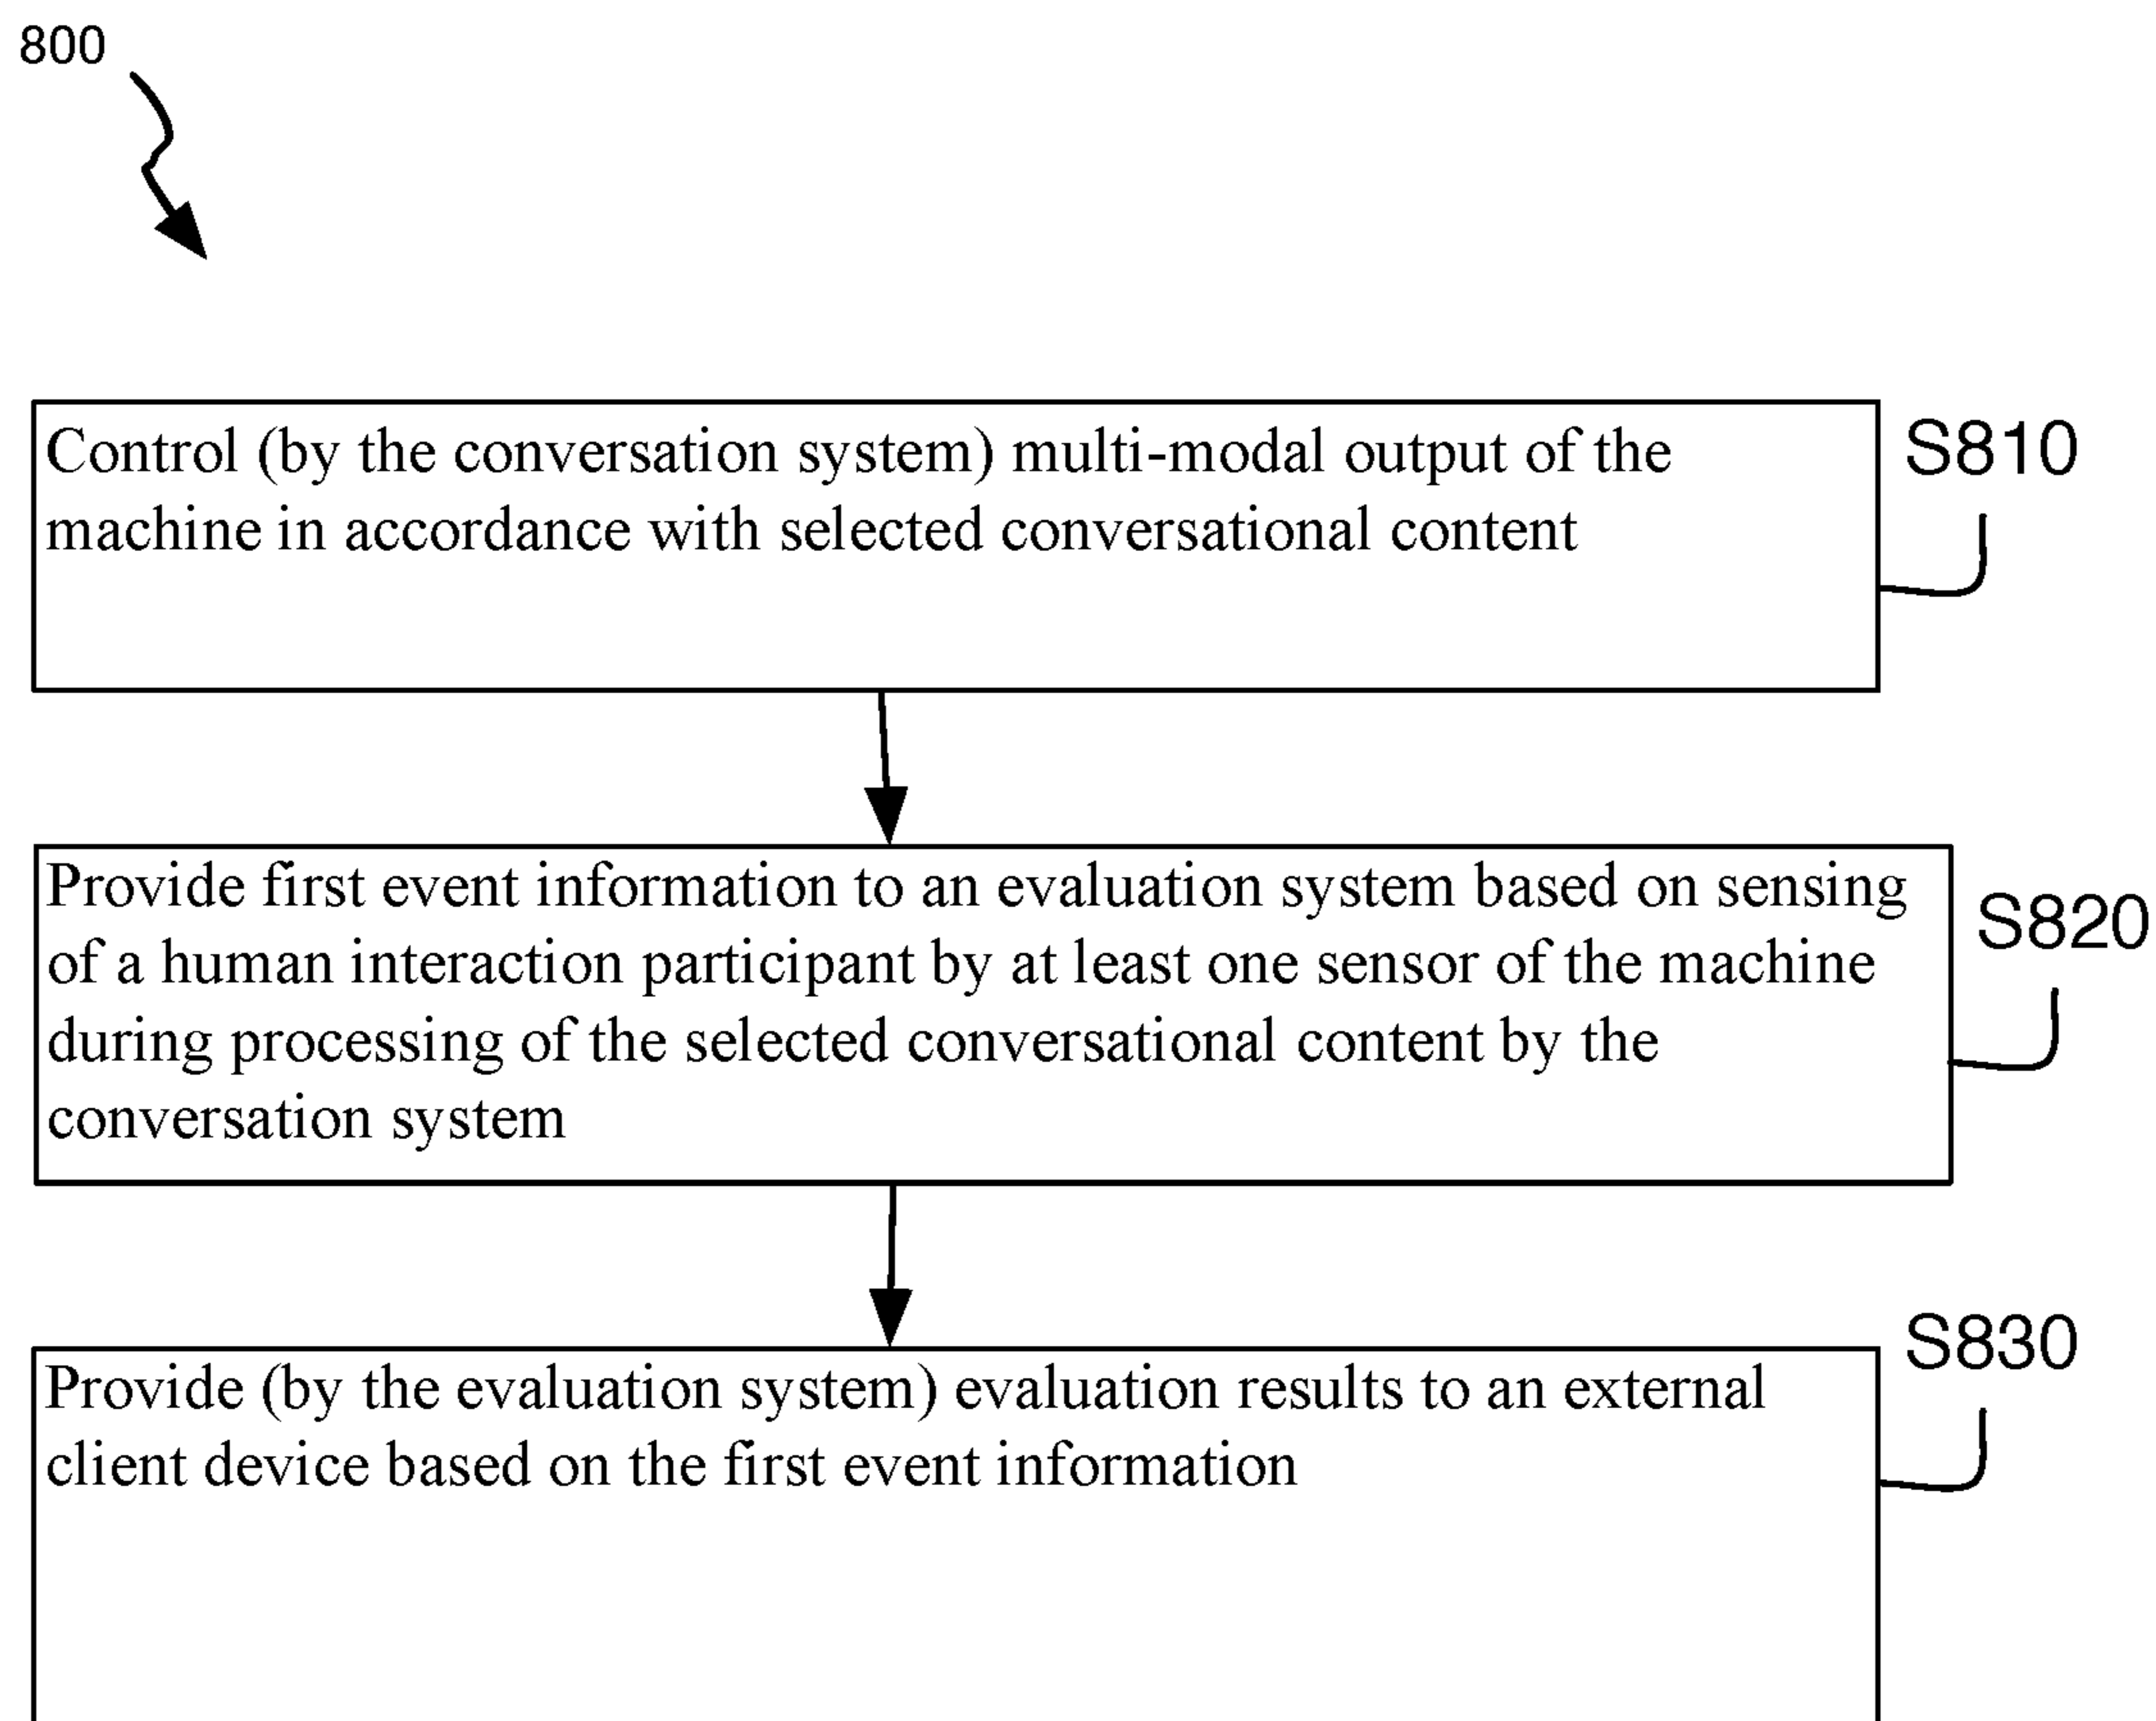 800
Control (by the conversation system) multi-modal output of the
machine in accordance with selected conversational content
S810
Provide first event information to an evaluation system based on sensing
of a human interaction participant by at least one sensor of the machine
during processing of the selected conversational content by the
conversation system
S820
Provide (by the evaluation system) evaluation results to an external
client device based on the first event information
S830